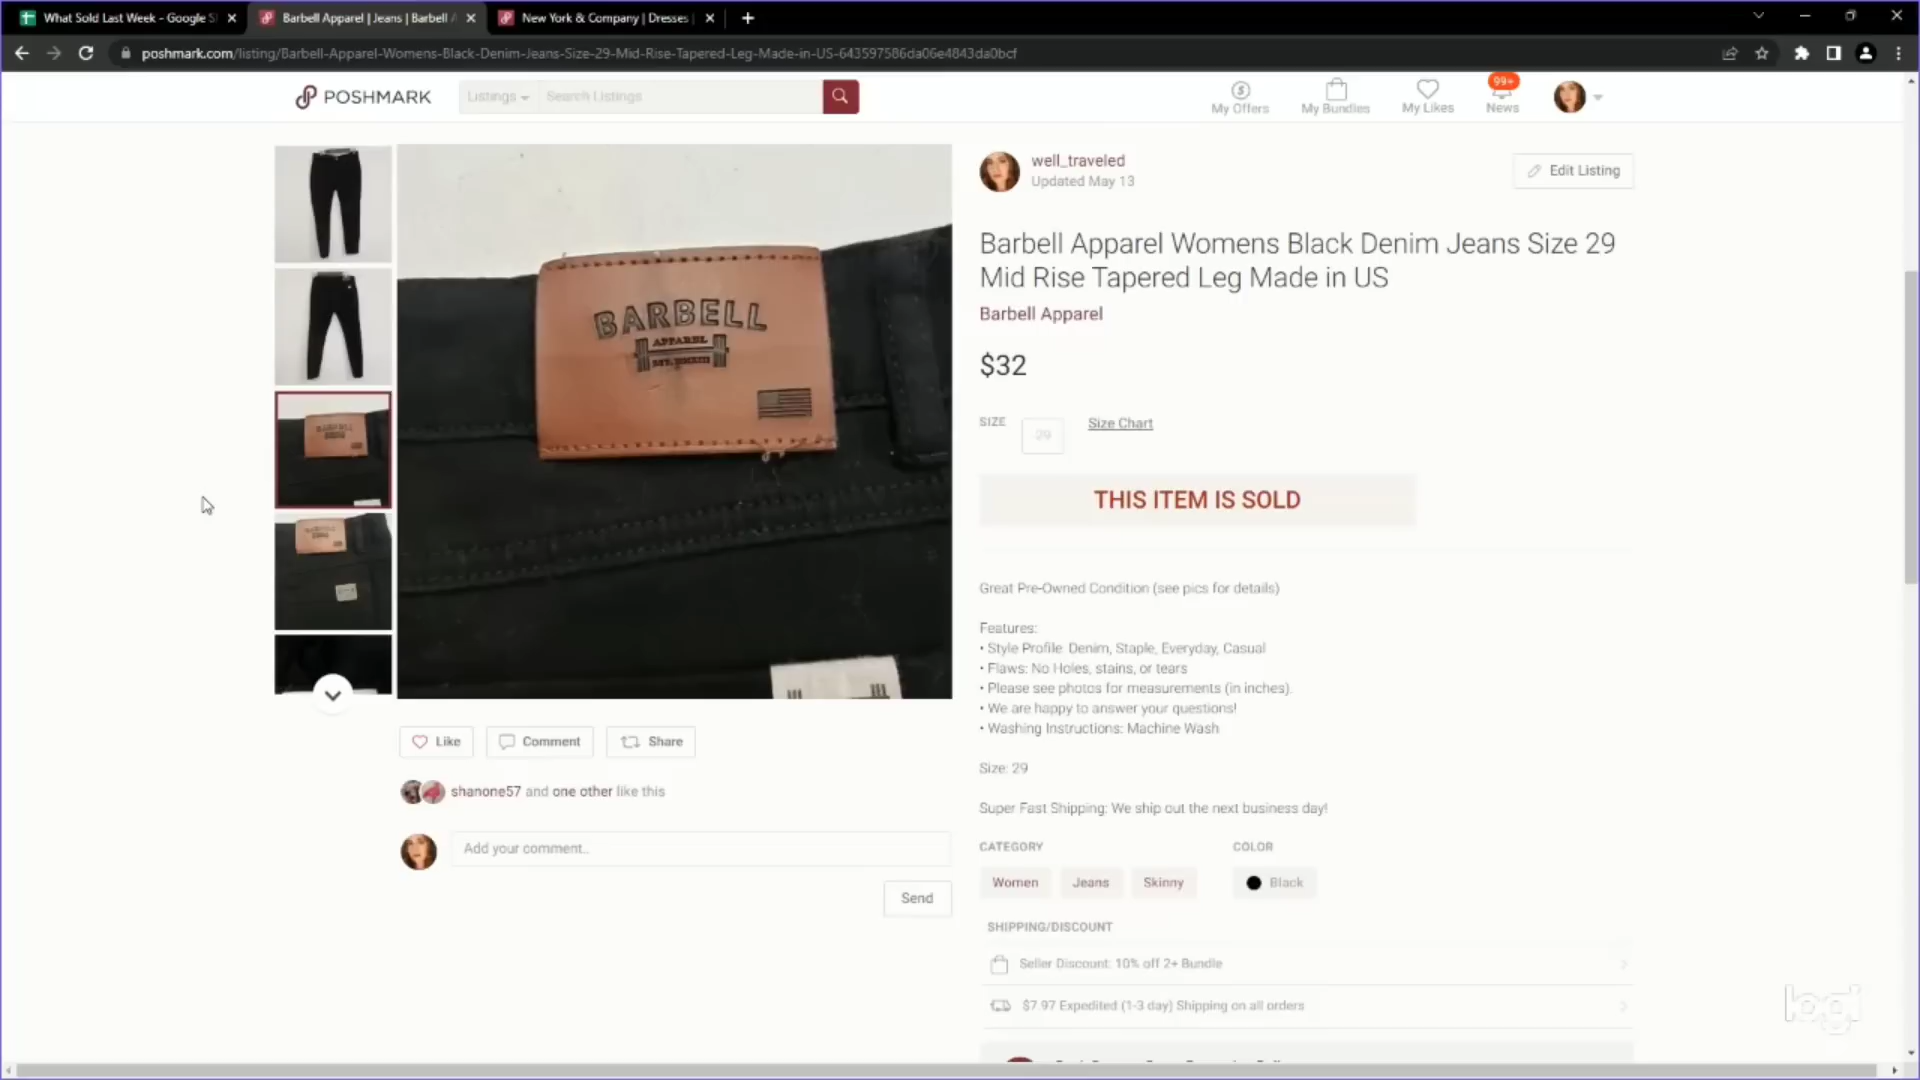 What Sold Last Week - Google S
Barbell Apparel | Jeans | Barbell A
New York & Company | Dresses |
poshmark.com/listing/Barbell-Apparel-Womens-Black-Denim-Jeans-Size-29-Mid-Rise-Tapered-Leg-Made-in-US-643597586da06e4843da0bcf
POSHMARK
Listings
Search Listings
My Offers
My Bundles
My Likes
99+
News
well_traveled
Updated May 13
Edit Listing
Barbell Apparel Womens Black Denim Jeans Size 29
Mid Rise Tapered Leg Made in US
Barbell Apparel
$32
SIZE
29
Size Chart
THIS ITEM IS SOLD
BARBELL
APPAREL
Great Pre-Owned Condition (see pics for details)
Features:
• Style Profile: Denim, Staple, Everyday, Casual
• Flaws: No Holes, stains, or tears
• Please see photos for measurements (in inches).
• We are happy to answer your questions!
• Washing Instructions: Machine Wash
Size: 29
Super Fast Shipping: We ship out the next business day!
CATEGORY
Women
Jeans
Skinny
COLOR
Black
SHIPPING/DISCOUNT
Seller Discount: 10% off 2+ Bundle
$7.97 Expedited (1-3 day) Shipping on all orders
Like
Comment
Share
shanone57 and one other like this
Add your comment..
Send
logi